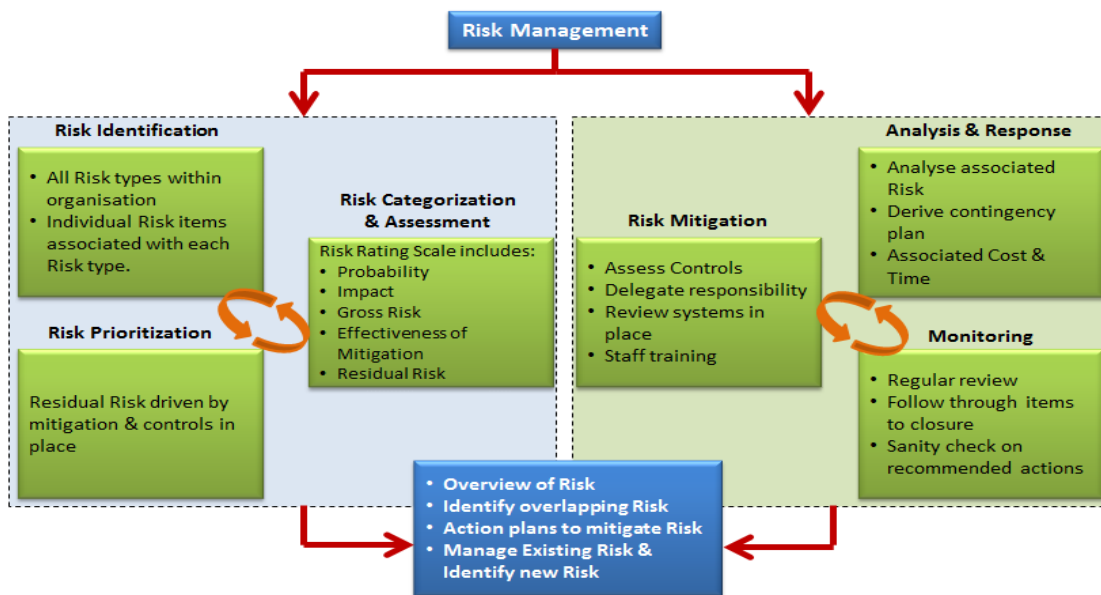 Risk Management
Risk Identification
• All Risk types within
organisation
• Individual Risk items
associated with each
Risk type.
Risk Categorization
& Assessment
Risk Rating Scale includes:
• Probability
• Impact
• Gross Risk
• Effectiveness of
Mitigation
• Residual Risk
Risk Prioritization
Residual Risk driven by
mitigation & controls in
place
Risk Mitigation
• Assess Controls
• Delegate responsibility
• Review systems in
place
• Staff training
Analysis & Response
• Analyse associated
Risk
• Derive contingency
plan
• Associated Cost &
Time
Monitoring
• Regular review
• Follow through items
to closure
• Sanity check on
recommended actions
• Overview of Risk
• Identify overlapping Risk
• Action plans to mitigate Risk
• Manage Existing Risk &
Identify new Risk